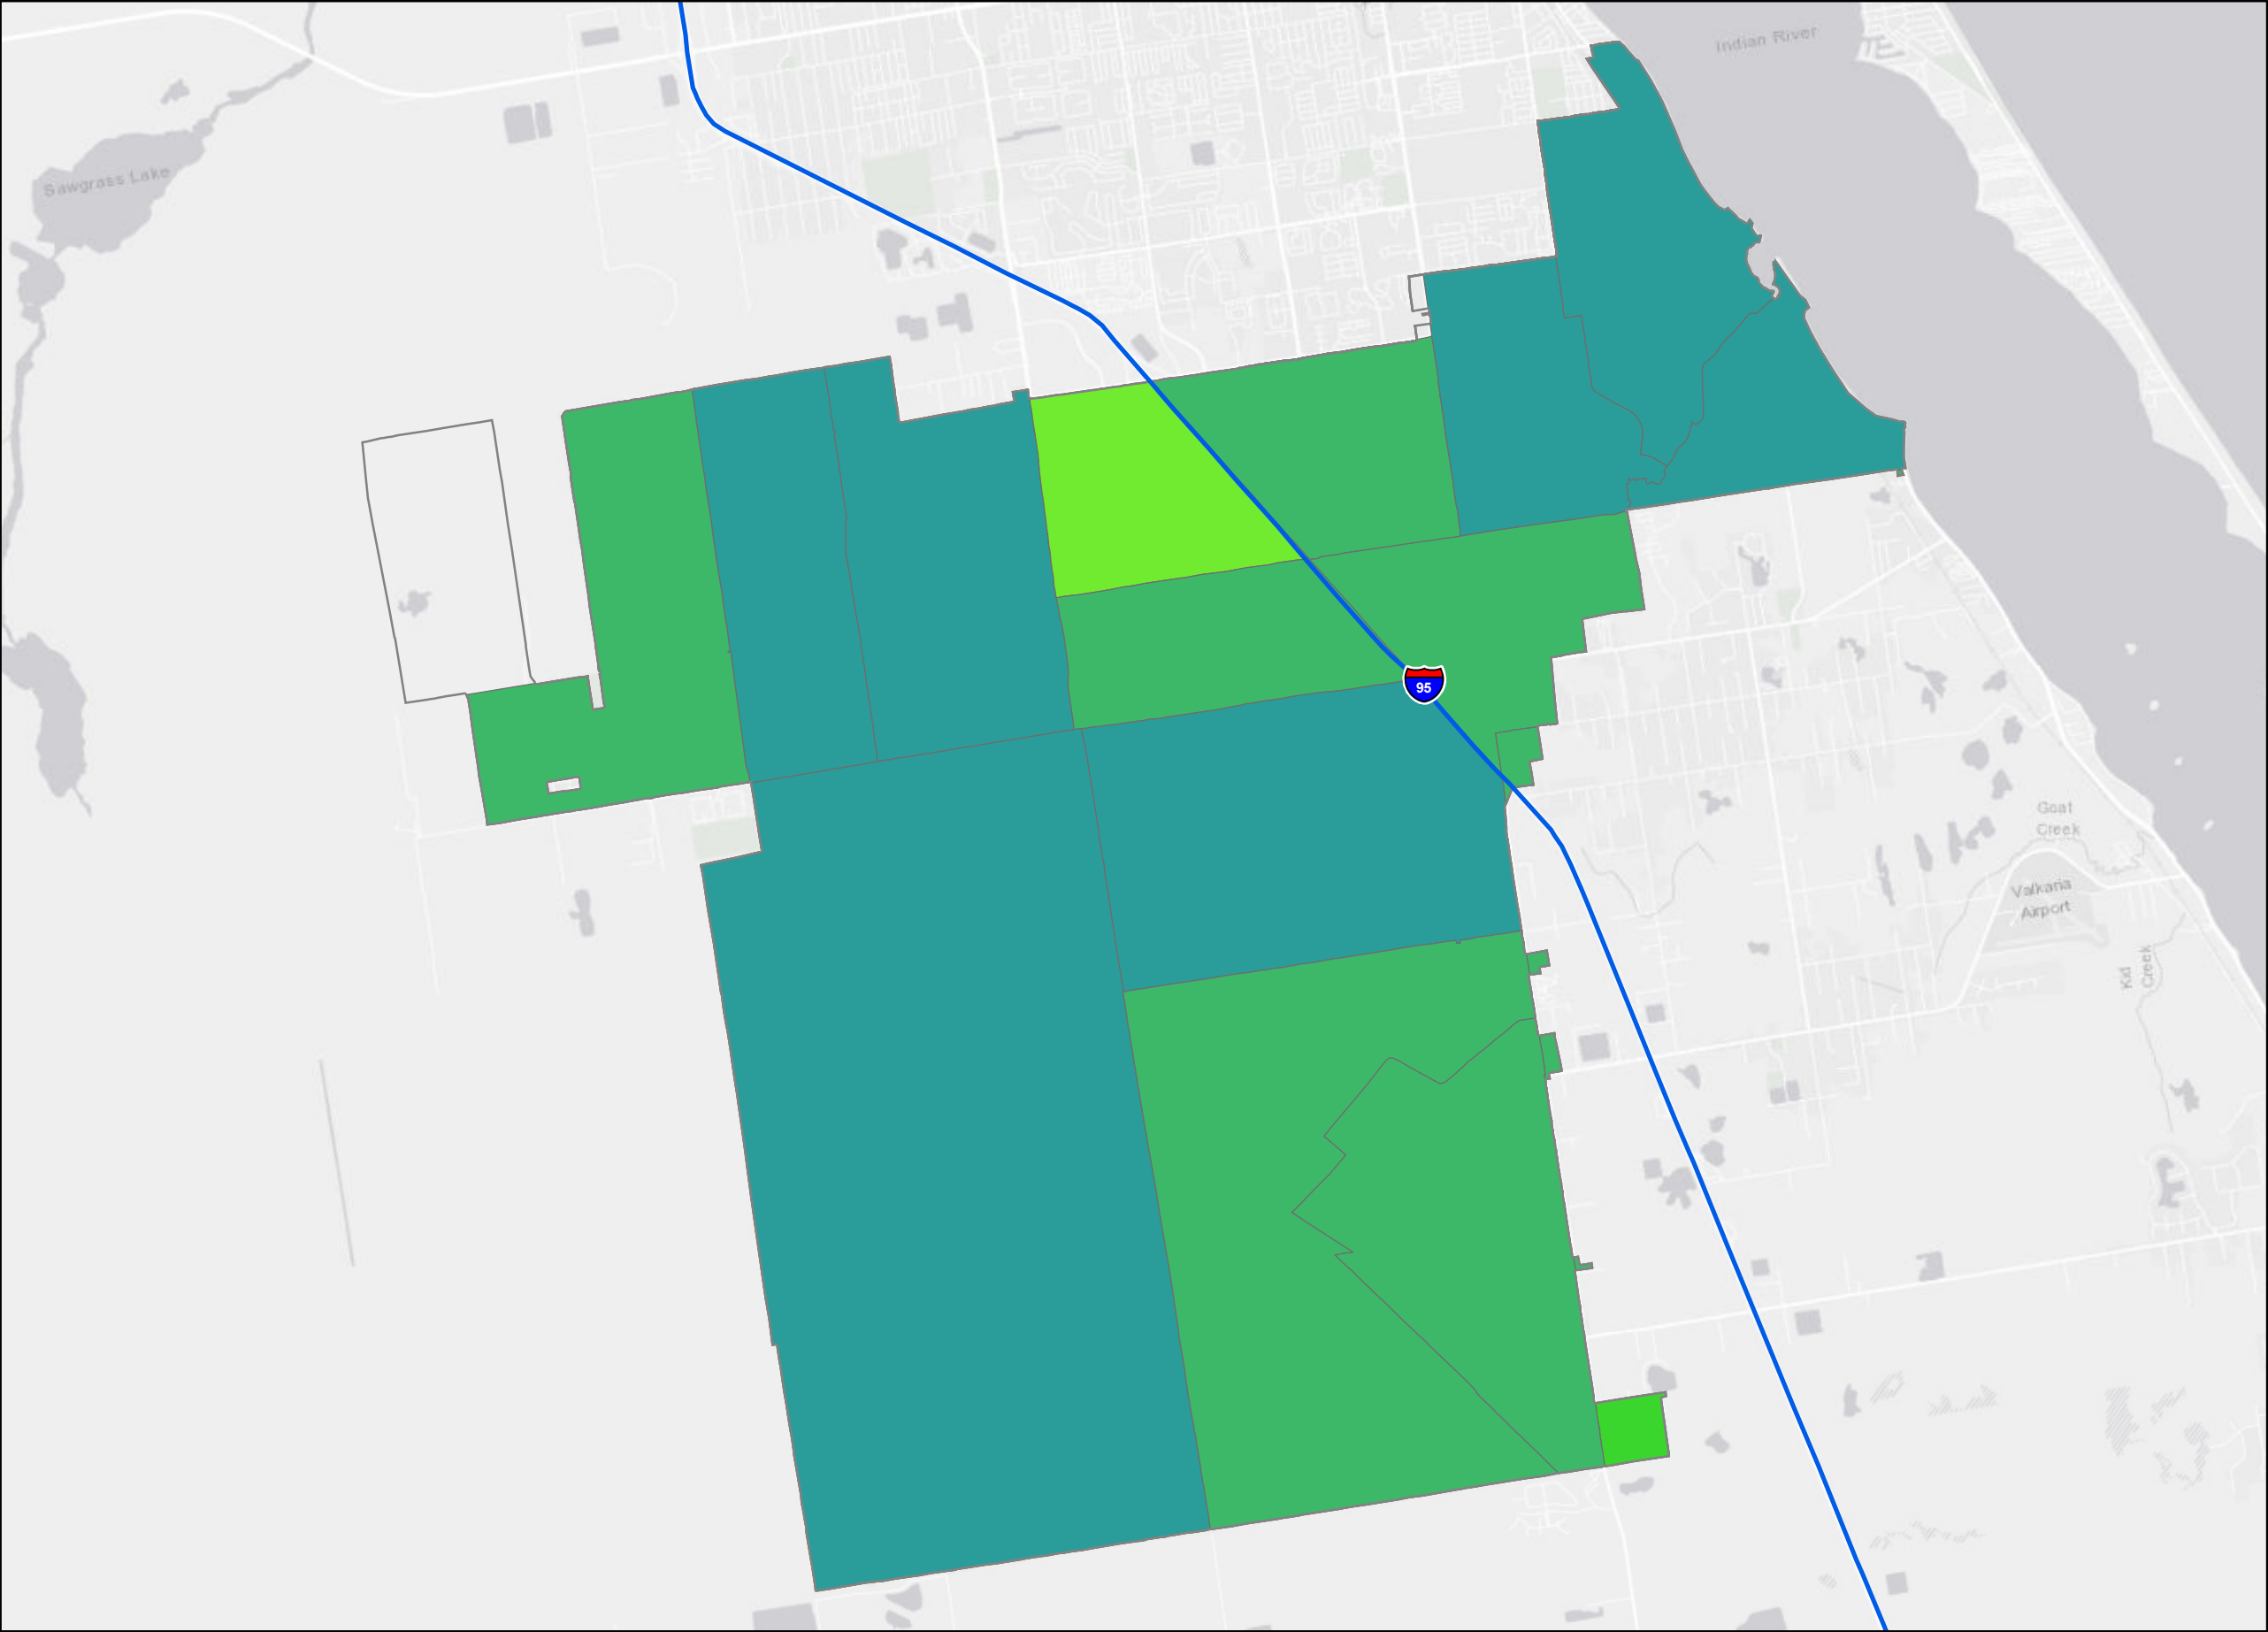 Indian River
Sawgrass Lake
95
Goat
Creek
Valkaria
Airport
Kid
Creek